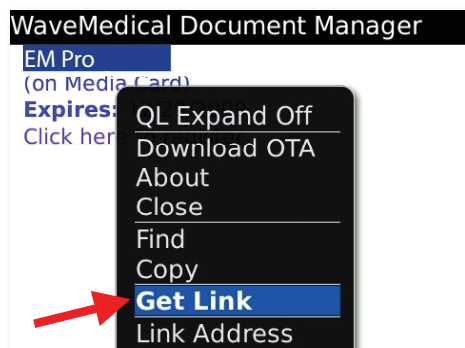 WaveMedical Document Manager
EM Pro
(on Media Card)
Expires:
Click here
QL Expand Off
Download OTA
About
Close
Find
Copy
Get Link
Link Address